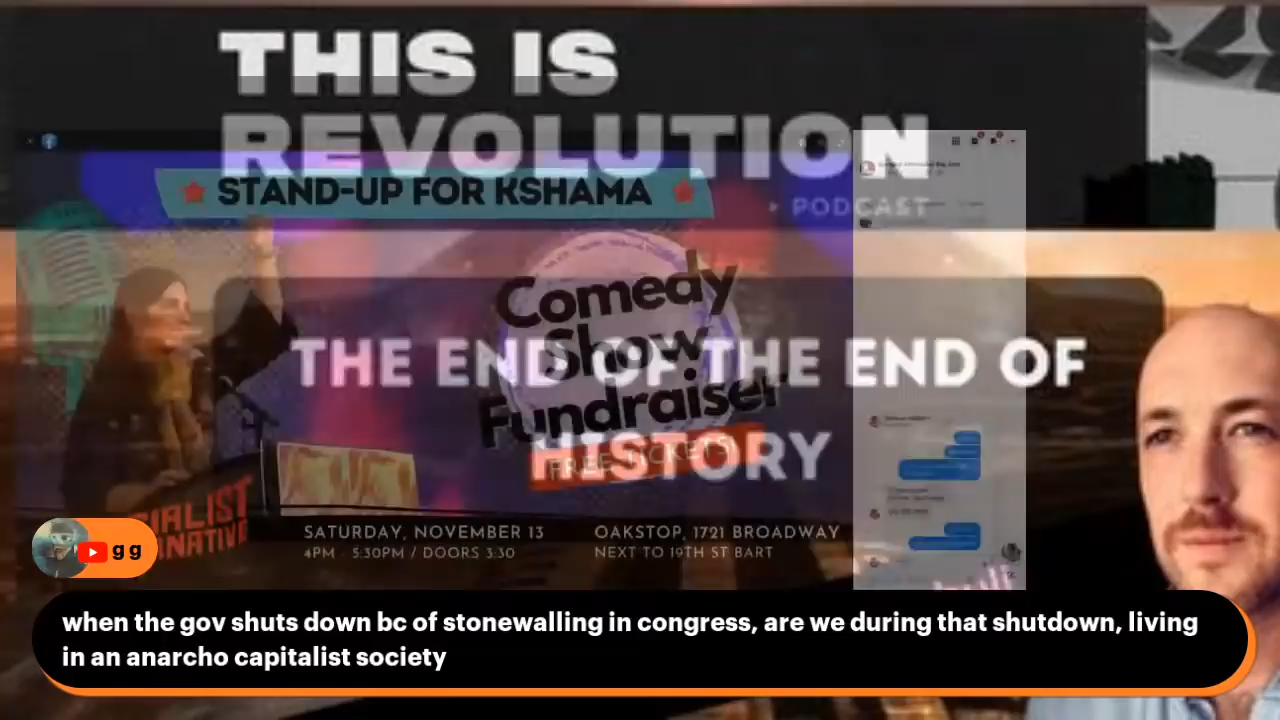 THIS IS
REVOLUTION
PODCAST
STAND-UP FOR KSHAMA
Comedy
Show
Fundraiser
THE END OF THE END OF
HISTORY
FREE TICKETS
SATURDAY, NOVEMBER 13
4PM - 5:30PM / DOORS 3:30
OAKSTOP, 1721 BROADWAY
NEXT TO 19TH ST BART
g g
when the gov shuts down bc of stonewalling in congress, are we during that shutdown, living
in an anarcho capitalist society